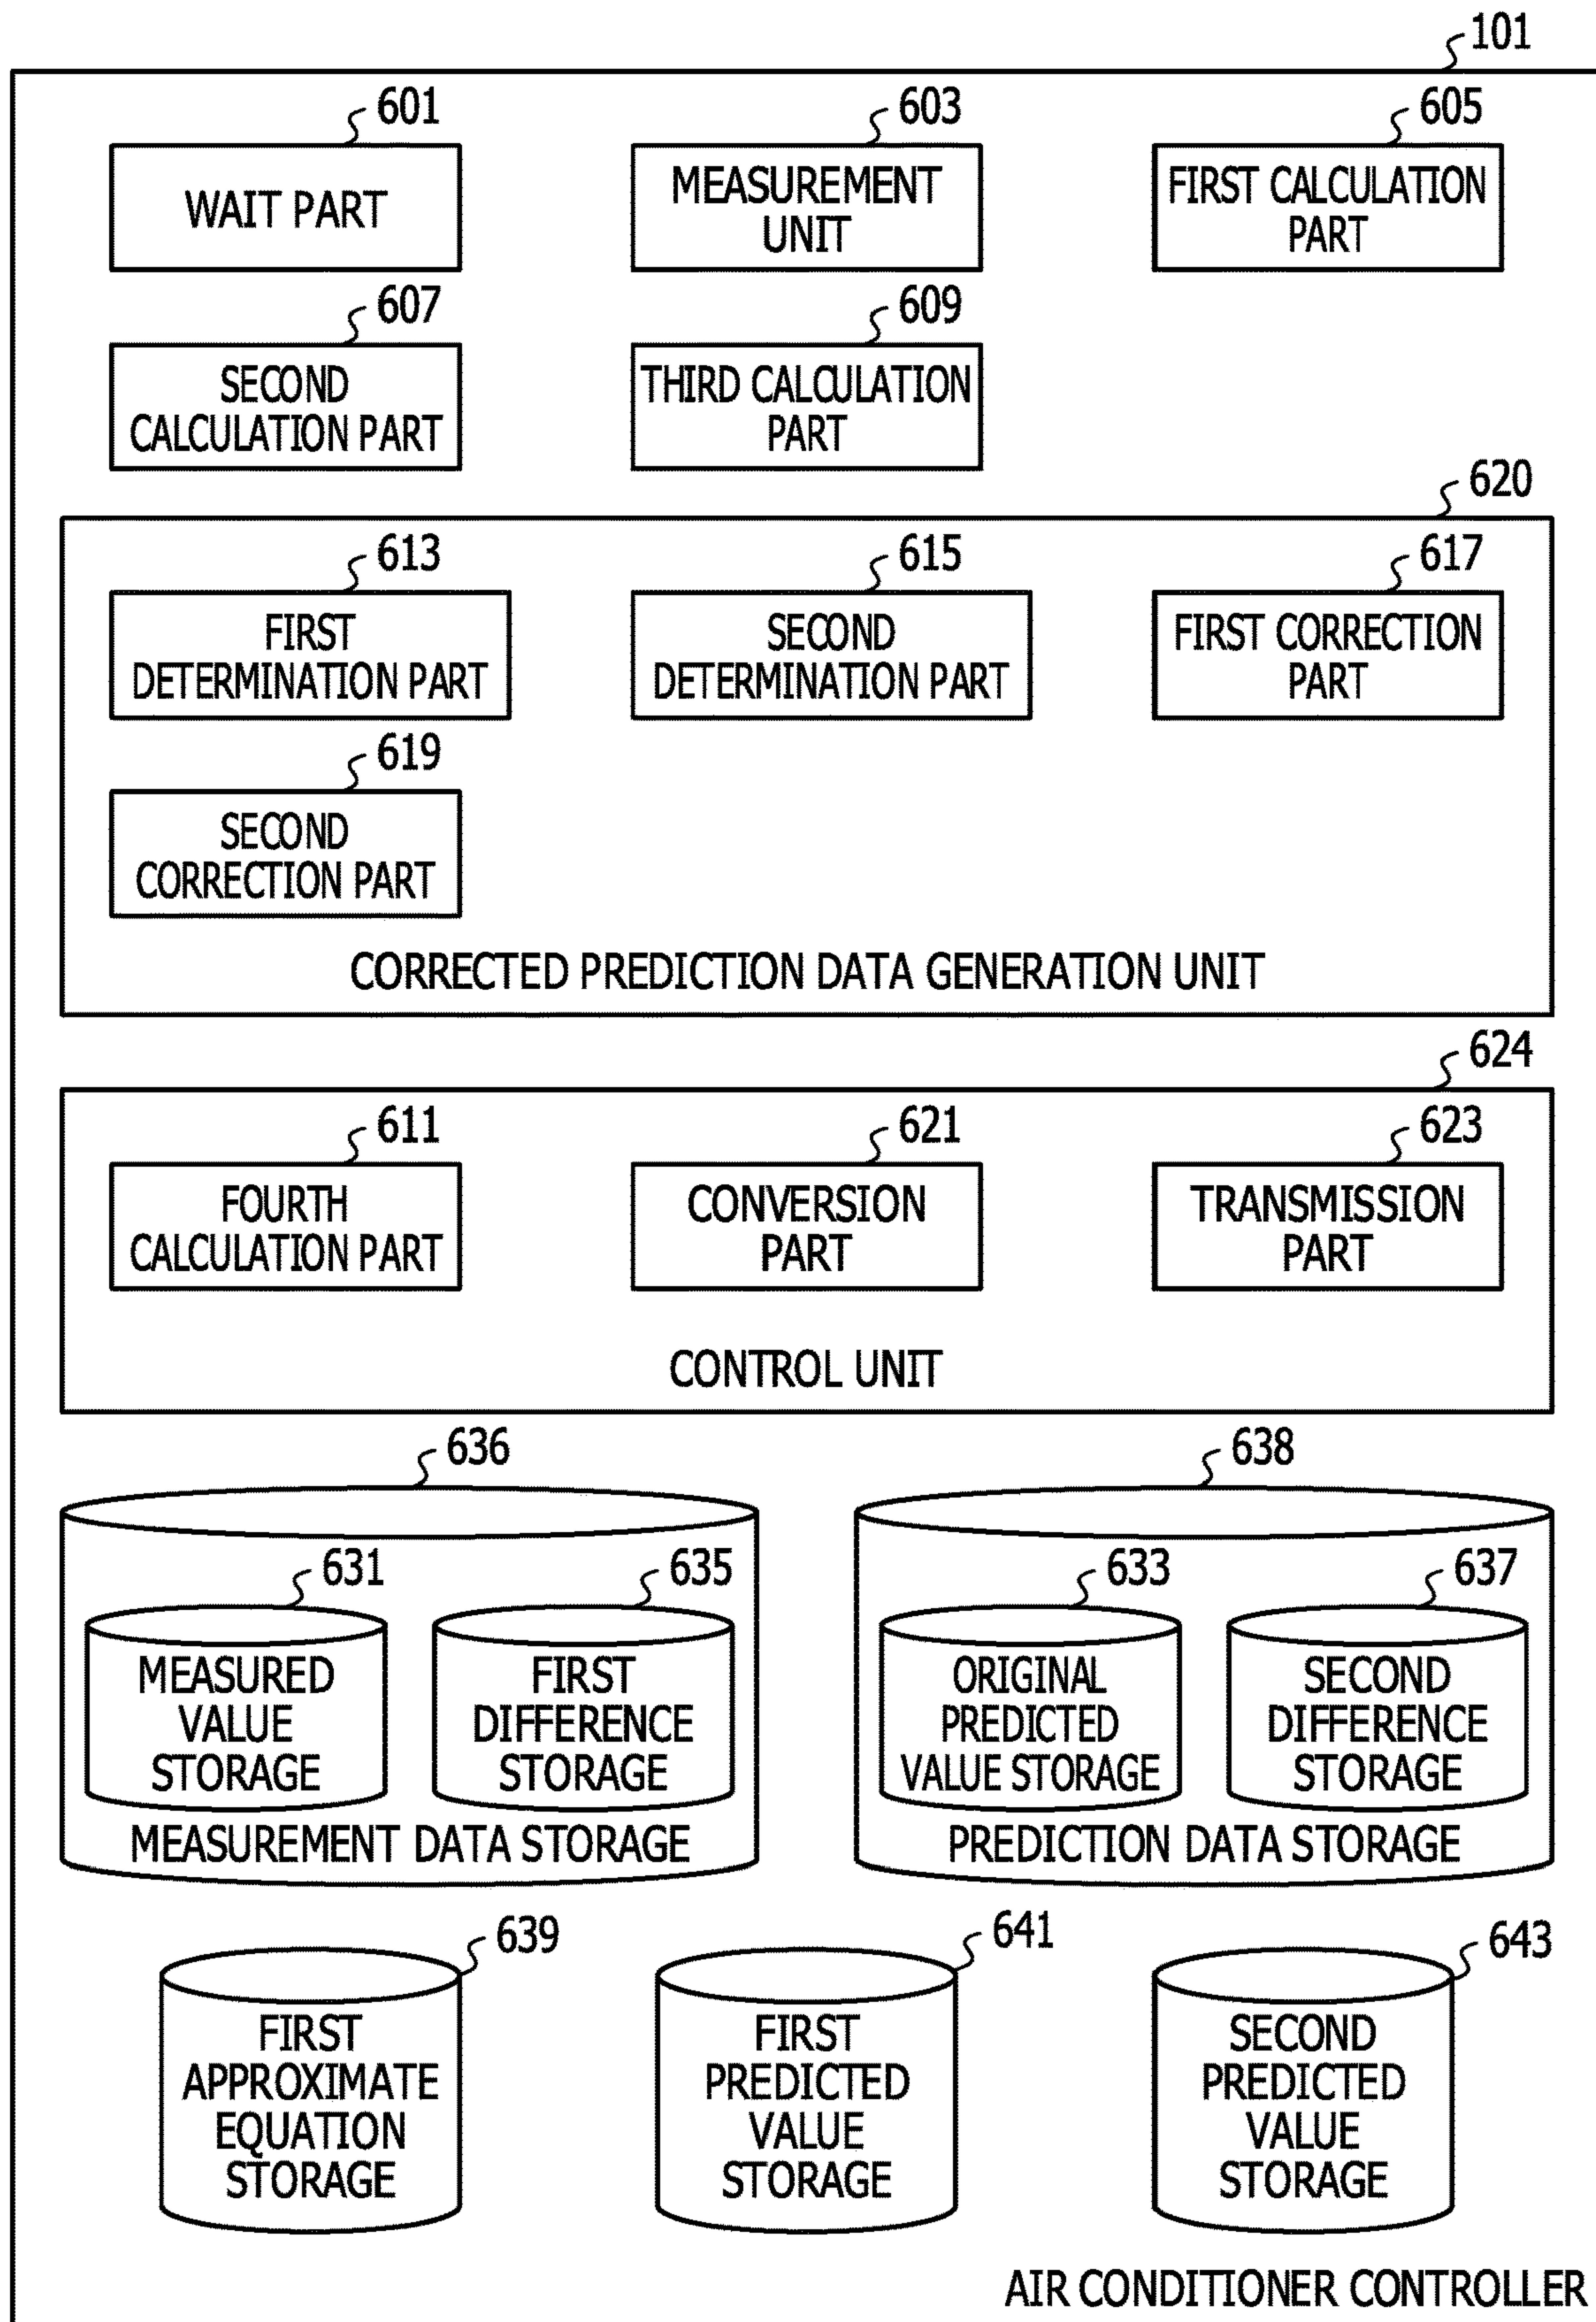 101
601
603
605
WAIT PART
MEASUREMENT
UNIT
FIRST CALCULATION
PART
607
609
SECOND
CALCULATION PART
THIRD CALCULATION
PART
620
613
615
617
FIRST
DETERMINATION PART
SECOND
DETERMINATION PART
FIRST CORRECTION
PART
619
SECOND
CORRECTION PART
CORRECTED PREDICTION DATA GENERATION UNIT
624
611
621
623
FOURTH
CALCULATION PART
CONVERSION
PART
TRANSMISSION
PART
CONTROL UNIT
636
638
631
635
633
637
MEASURED
VALUE
STORAGE
FIRST
DIFFERENCE
STORAGE
ORIGINAL
PREDICTED
VALUE STORAGE
SECOND
DIFFERENCE
STORAGE
MEASUREMENT DATA STORAGE
PREDICTION DATA STORAGE
639
641
643
FIRST
APPROXIMATE
EQUATION
STORAGE
FIRST
PREDICTED
VALUE
STORAGE
SECOND
PREDICTED
VALUE
STORAGE
AIR CONDITIONER CONTROLLER